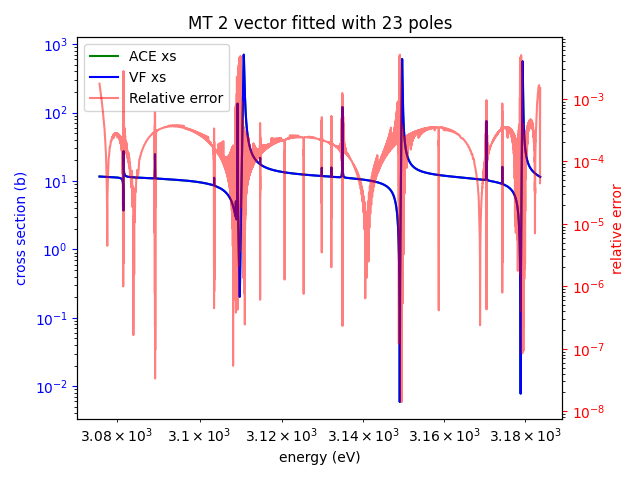 MT 2 vector fitted with 23 poles
ACE xs
VF xs
Relative error
10³
10²
10¹
10⁰
10⁻¹
10⁻²
cross section (b)
10⁻³
10⁻⁴
10⁻⁵
10⁻⁶
10⁻⁷
10⁻⁸
relative error
3.08 × 10³ 3.1 × 10³ 3.12 × 10³ 3.14 × 10³ 3.16 × 10³ 3.18 × 10³
energy (eV)